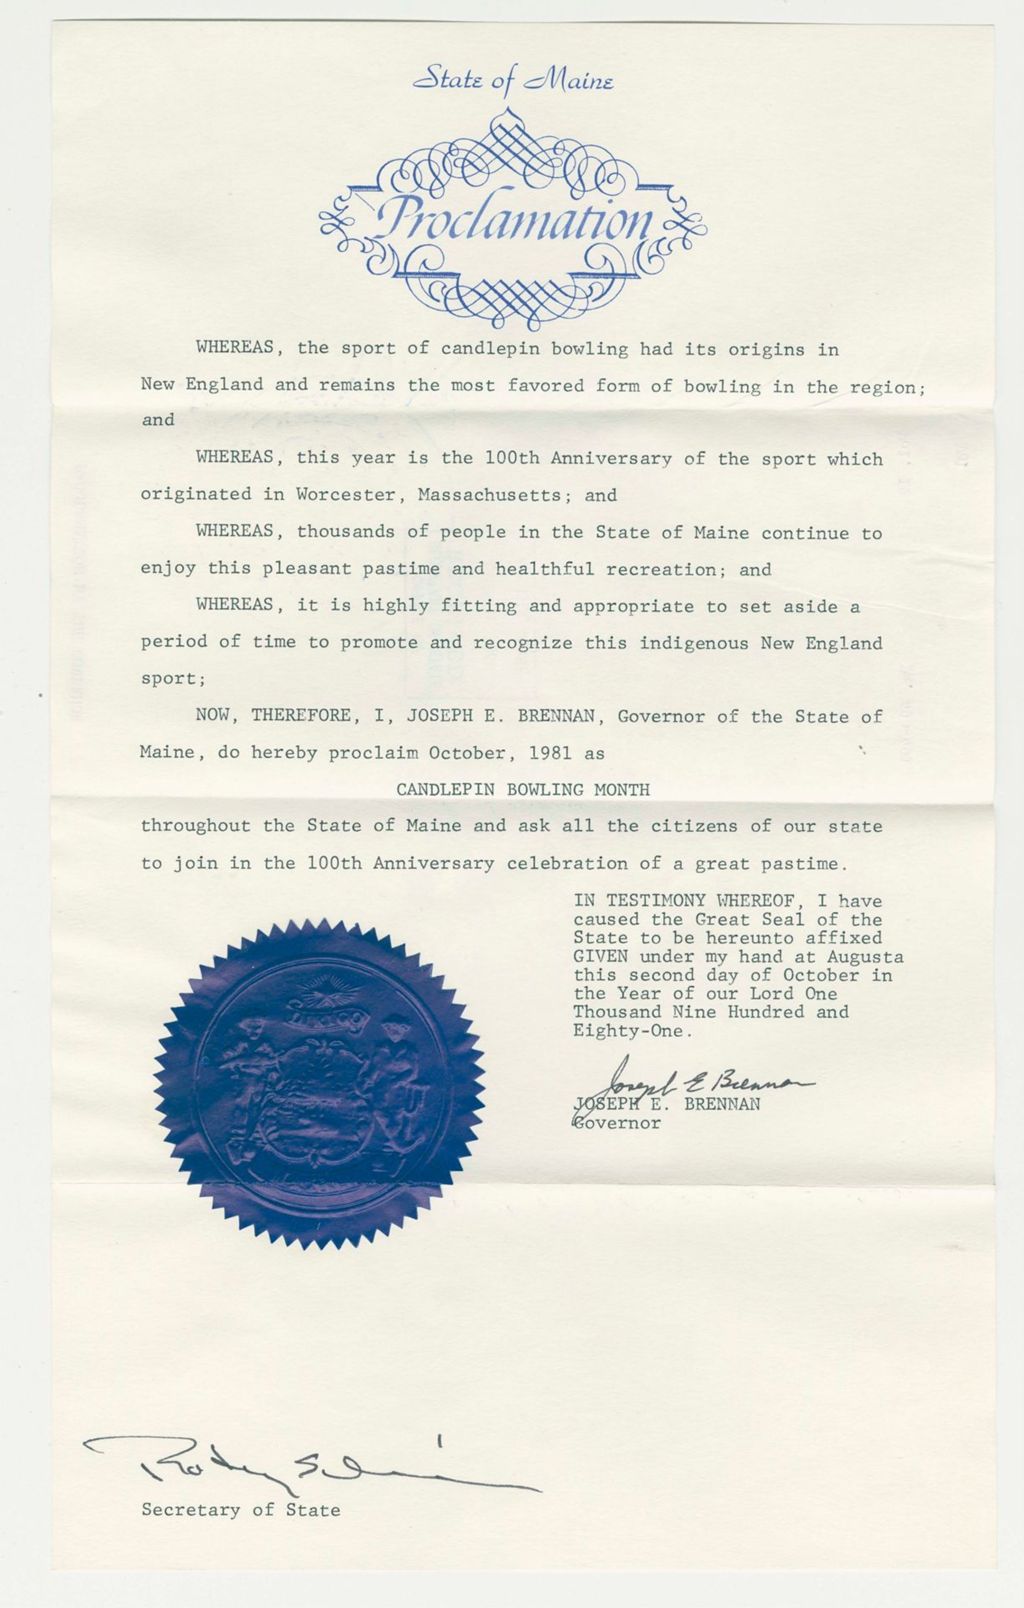 State of Maine
Proclamation
WHEREAS, the sport of candlepin bowling had its origins in
New England and remains the most favored form of bowling in the region;
and
WHEREAS, this year is the 100th Anniversary of the sport which
originated in Worcester, Massachusetts; and
WHEREAS, thousands of people in the State of Maine continue to
enjoy this pleasant pastime and healthful recreation; and
WHEREAS, it is highly fitting and appropriate to set aside a
period of time to promote and recognize this indigenous New England
sport;
NOW, THEREFORE, I, JOSEPH E. BRENNAN, Governor of the State of
Maine, do hereby proclaim October, 1981 as
CANDLEPIN BOWLING MONTH
throughout the State of Maine and ask all the citizens of our state
to join in the 100th Anniversary celebration of a great pastime.
IN TESTIMONY WHEREOF, I have
caused the Great Seal of the
State to be hereunto affixed
GIVEN under my hand at Augusta
this second day of October in
the Year of our Lord One
Thousand Nine Hundred and
Eighty-One.
Joseph E Brennan
JOSEPH E. BRENNAN
Governor
Secretary of State